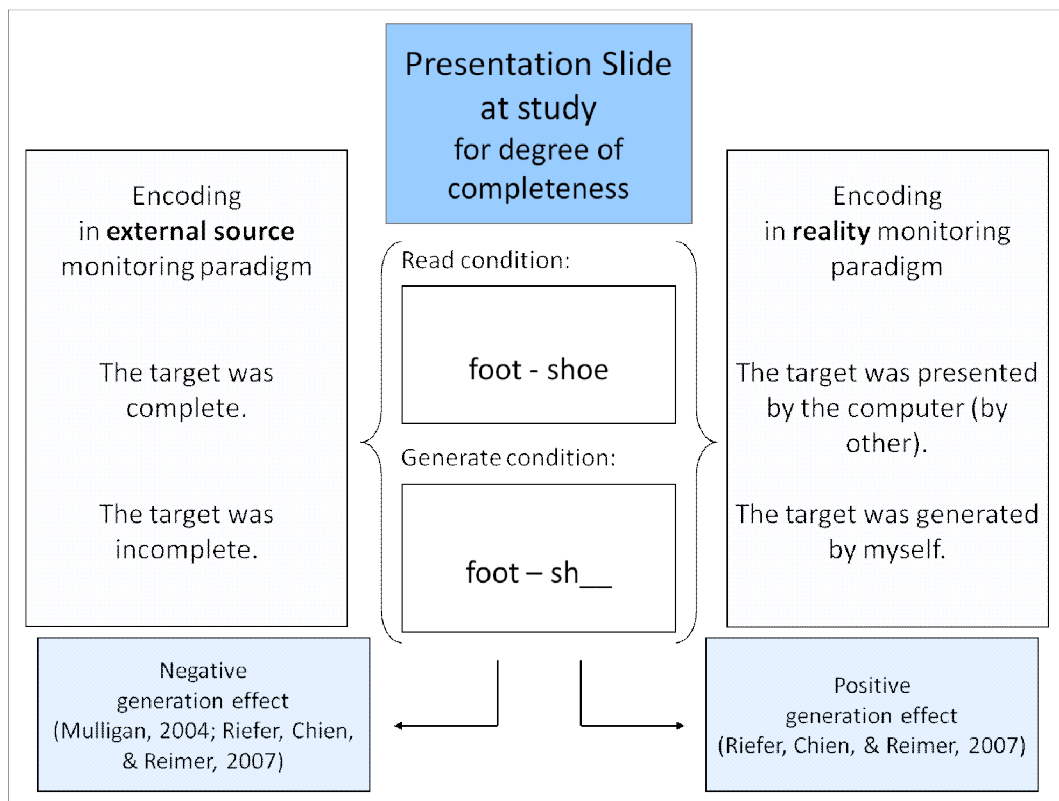 Presentation Slide
at study
for degree of
completeness
Encoding
in external source
monitoring paradigm
The target was
complete.
The target was
incomplete.
Read condition:
foot - shoe
Generate condition:
foot – sh__
Encoding
in reality monitoring
paradigm
The target was presented
by the computer (by
other).
The target was generated
by myself.
Negative
generation effect
(Mulligan, 2004; Riefer, Chien,
& Reimer, 2007)
Positive
generation effect
(Riefer, Chien, & Reimer, 2007)